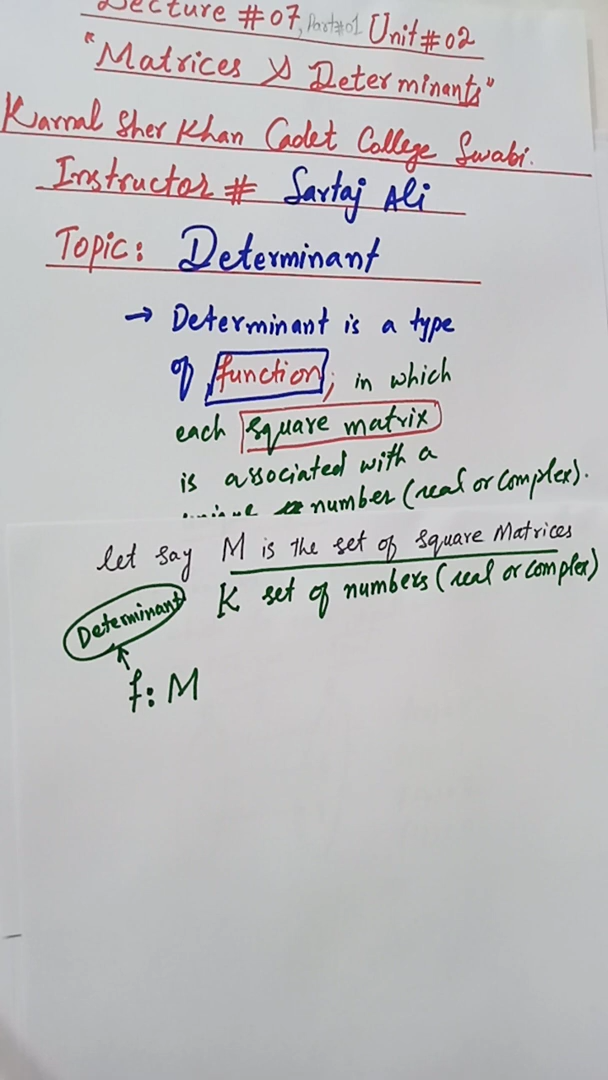 Lecture #07, Part#01 Unit#02
"Matrices & Determinants"
Karnal Sher Khan Cadet College Swabi.
Instructor # Sartaj Ali
Topic: Determinant
→ Determinant is a type
of function, in which
each square matrix
is associated with a
unique number (real or complex).
let say M is the set of Square Matrices
K set of numbers (real or complex)
Determinant
f: M